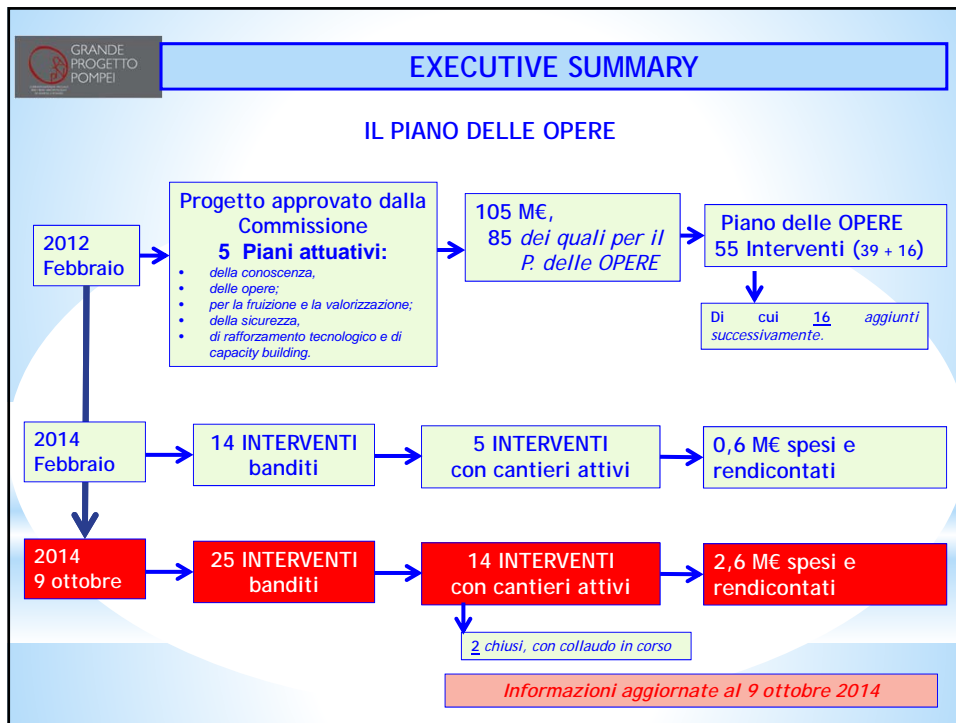 GRANDE
PROGETTO
POMPEI
EXECUTIVE SUMMARY
IL PIANO DELLE OPERE
2012
Febbraio
Progetto approvato dalla
Commissione
5 Piani attuativi:
• della conoscenza,
• delle opere;
• per la fruizione e la valorizzazione;
• della sicurezza,
• di rafforzamento tecnologico e di
capacity building.
105 M€,
85 dei quali per il
P. delle OPERE
Piano delle OPERE
55 Interventi (39 + 16)
Di cui 16 aggiunti
successivamente.
2014
Febbraio
14 INTERVENTI
banditi
5 INTERVENTI
con cantieri attivi
0,6 M€ spesi e
rendicontati
2014
9 ottobre
25 INTERVENTI
banditi
14 INTERVENTI
con cantieri attivi
2,6 M€ spesi e
rendicontati
2 chiusi, con collaudo in corso
Informazioni aggiornate al 9 ottobre 2014